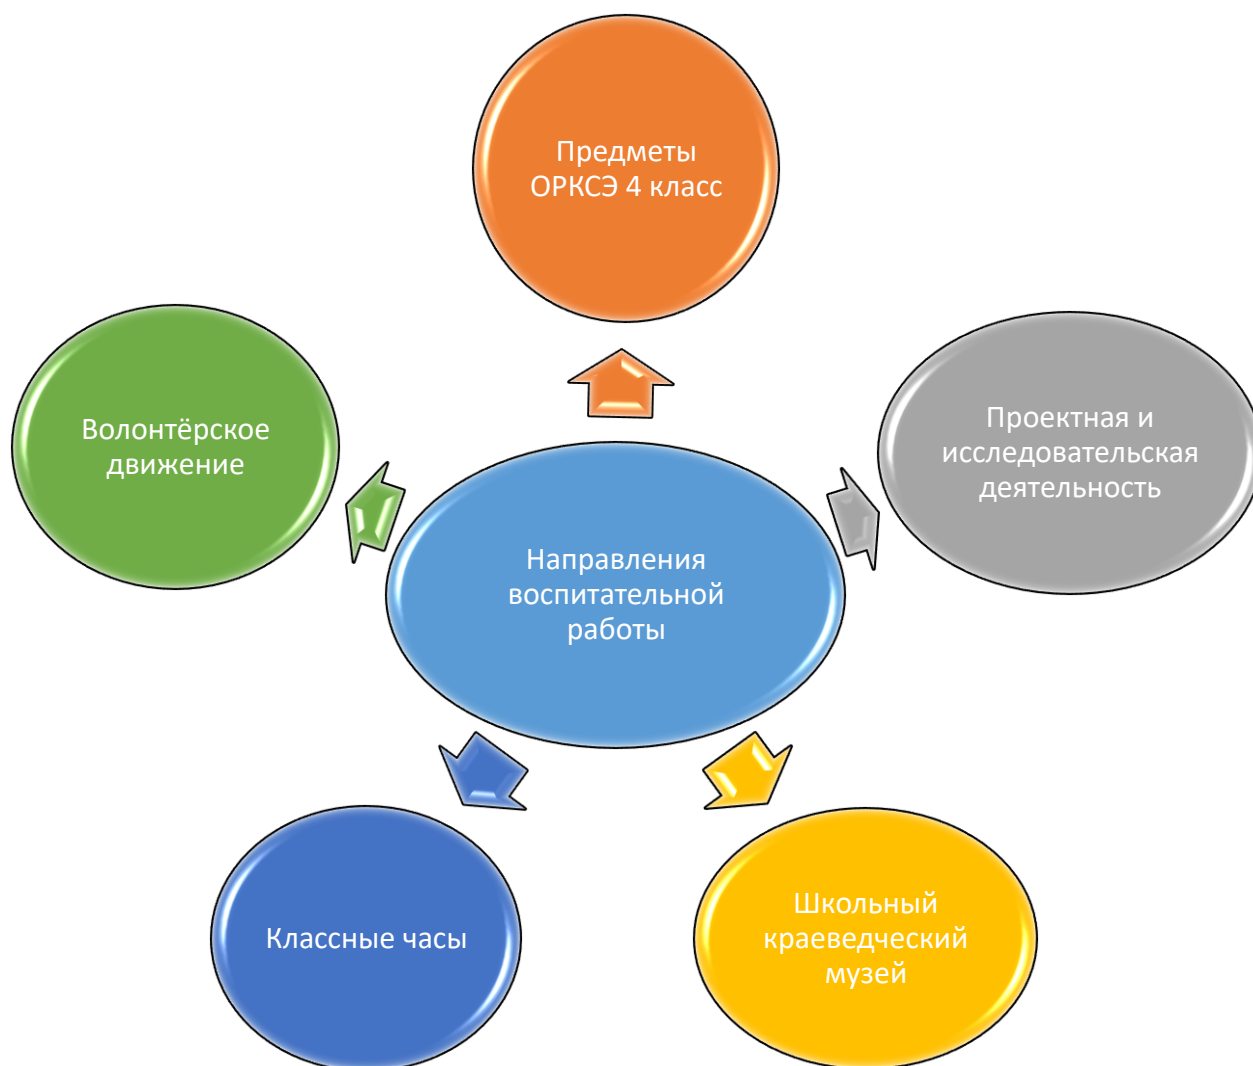 Предметы
ОРКСЭ 4 класс
Волонтёрское
движение
Проектная и
исследовательская
деятельность
Направления
воспитательной
работы
Классные часы
Школьный
краеведческий
музей